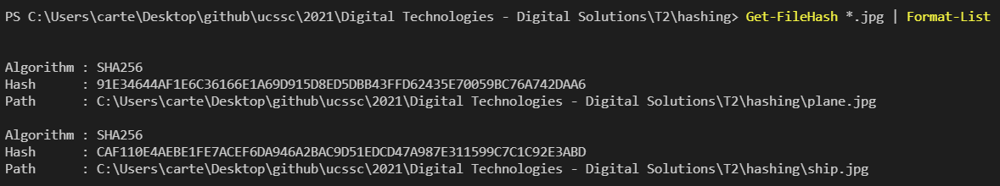 PS C:\Users\carte\Desktop\github\ucssc\2021\Digital Technologies - Digital Solutions\T2\hashing> Get-FileHash *.jpg | Format-List
Algorithm : SHA256
Hash      : 91E34644AF1E6C36166E1A69D915D8ED5DBB43FFD62435E70059BC76A742DAA6
Path      : C:\Users\carte\Desktop\github\ucssc\2021\Digital Technologies - Digital Solutions\T2\hashing\plane.jpg
Algorithm : SHA256
Hash      : CAF110E4AEBE1FE7ACEF6DA946A2BAC9D51EDCD47A987E311599C7C1C92E3ABD
Path      : C:\Users\carte\Desktop\github\ucssc\2021\Digital Technologies - Digital Solutions\T2\hashing\ship.jpg